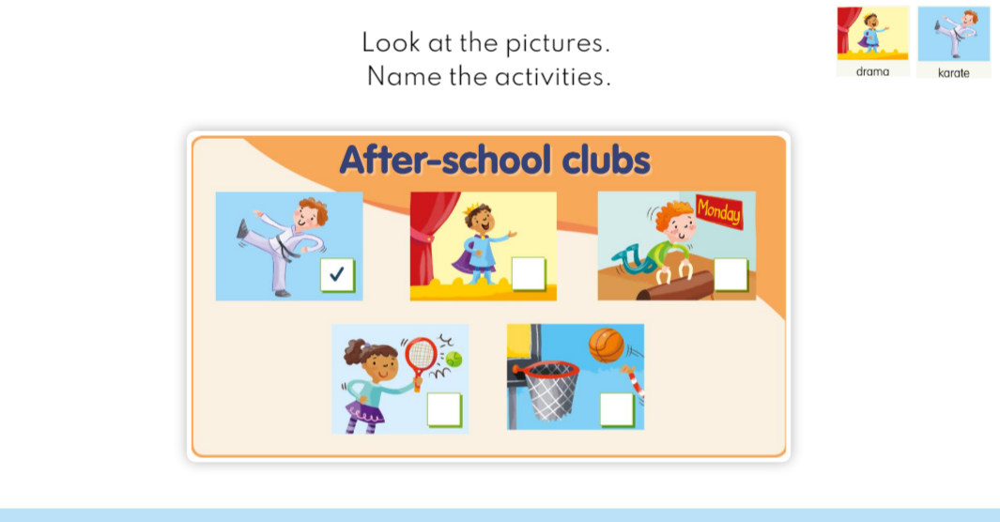 Look at the pictures.
Name the activities.
drama
karate
After-school clubs
Monday